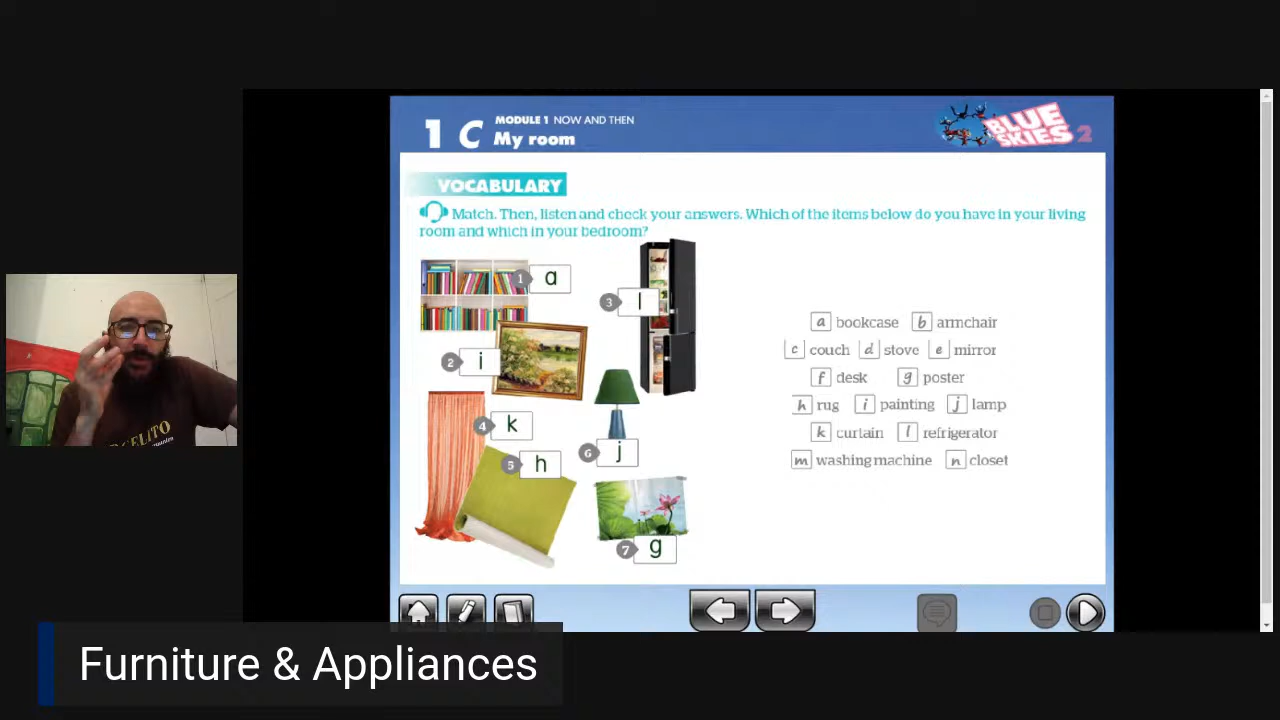 1 C
MODULE 1 NOW AND THEN
My room
BLUE
SKIES 2
VOCABULARY
Match. Then, listen and check your answers. Which of the items below do you have in your living
room and which in your bedroom?
1 a
3 l
2 i
4 k
5 h
6 j
7 g
a bookcase b armchair
c couch d stove e mirror
f desk g poster
h rug i painting j lamp
k curtain l refrigerator
m washing machine n closet
Furniture & Appliances